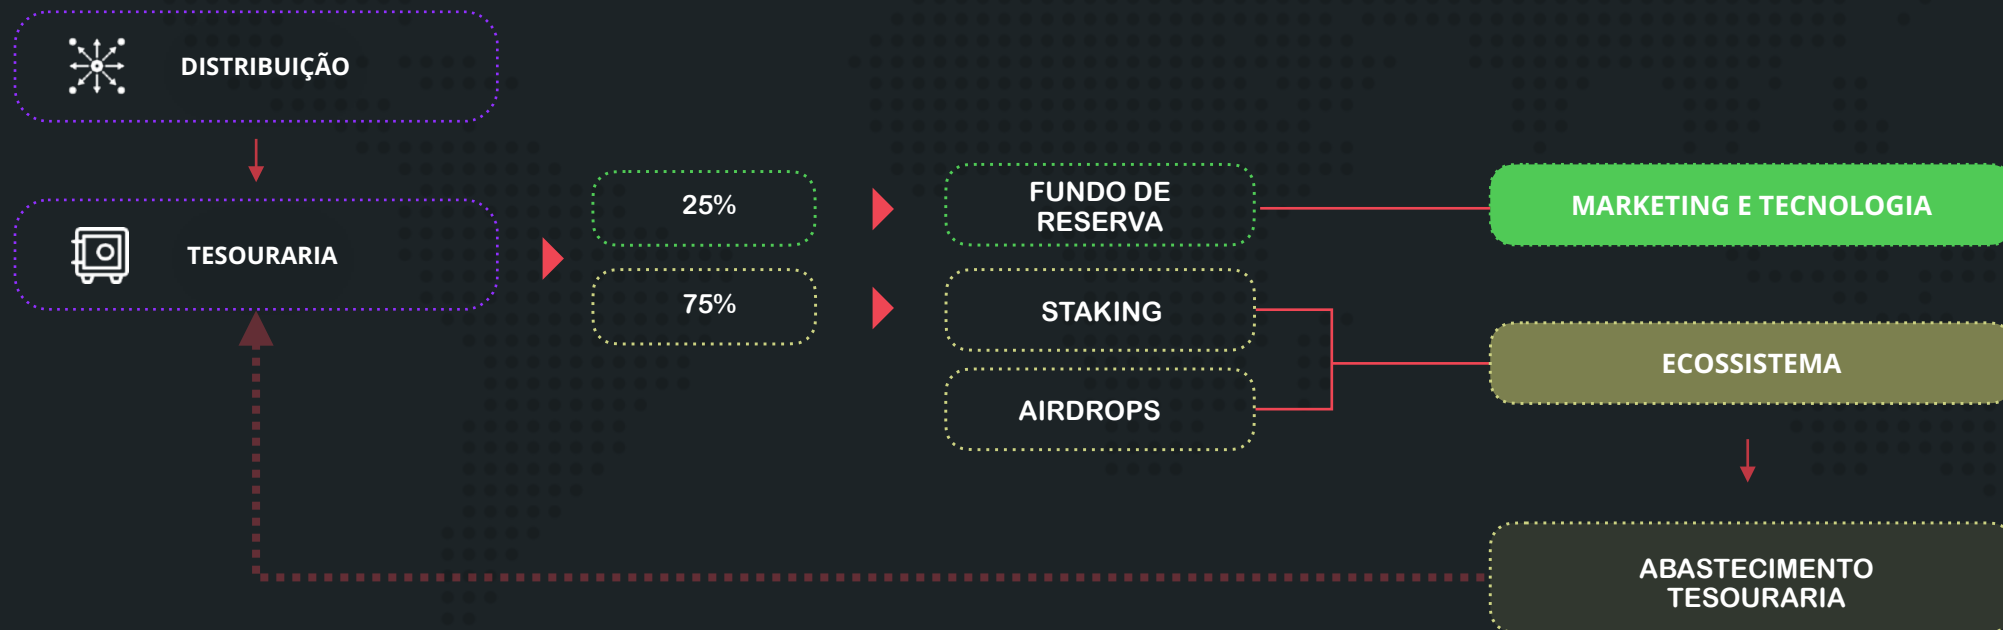 DISTRIBUIÇÃO
TESOURARIA
25%
FUNDO DE
RESERVA
MARKETING E TECNOLOGIA
75%
STAKING
AIRDROPS
ECOSSISTEMA
ABASTECIMENTO
TESOURARIA